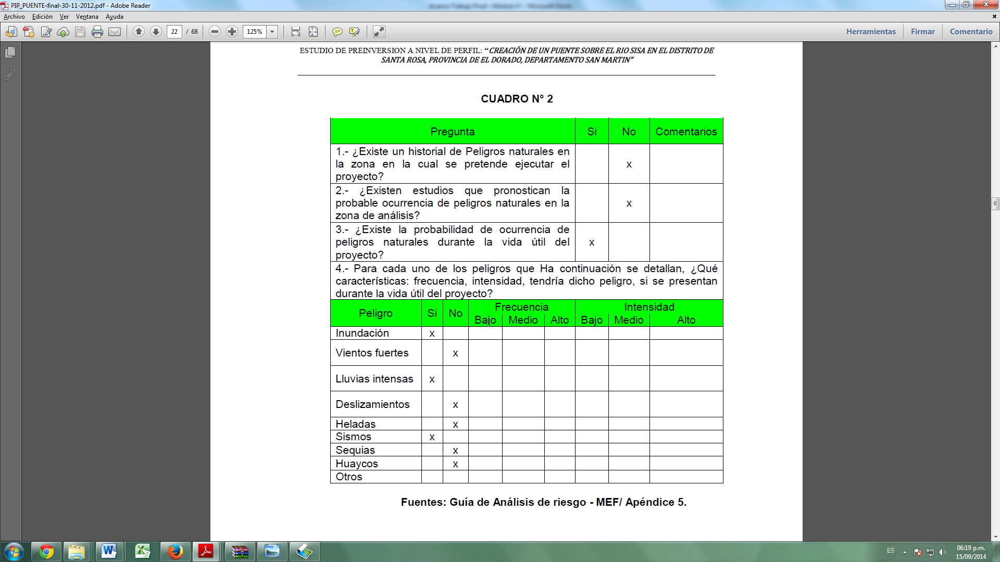 PIP_PUENTE-final-30-11-2012.pdf - Adobe Reader
Archivo Edición Ver Ventana Ayuda
22 / 68 125% Herramientas Firmar Comentario
ESTUDIO DE PREINVERSION A NIVEL DE PERFIL: “CREACIÓN DE UN PUENTE SOBRE EL RIO SISA EN EL DISTRITO DE
SANTA ROSA, PROVINCIA DE EL DORADO, DEPARTAMENTO SAN MARTIN”
CUADRO N° 2
Pregunta Si No Comentarios
1.- ¿Existe un historial de Peligros naturales en
la zona en la cual se pretende ejecutar el x
proyecto?
2.- ¿Existen estudios que pronostican la
probable ocurrencia de peligros naturales en la x
zona de análisis?
3.- ¿Existe la probabilidad de ocurrencia de
peligros naturales durante la vida útil del x
proyecto?
4.- Para cada uno de los peligros que Ha continuación se detallan, ¿Qué
características: frecuencia, intensidad, tendría dicho peligro, si se presentan
durante la vida útil del proyecto?
Peligro Si No Frecuencia Intensidad
Bajo Medio Alto Bajo Medio Alto
Inundación x
Vientos fuertes x
Lluvias intensas x
Deslizamientos x
Heladas x
Sismos x
Sequias x
Huaycos x
Otros
Fuentes: Guía de Análisis de riesgo - MEF/ Apéndice 5.
ES 06:19 p.m.
15/09/2014